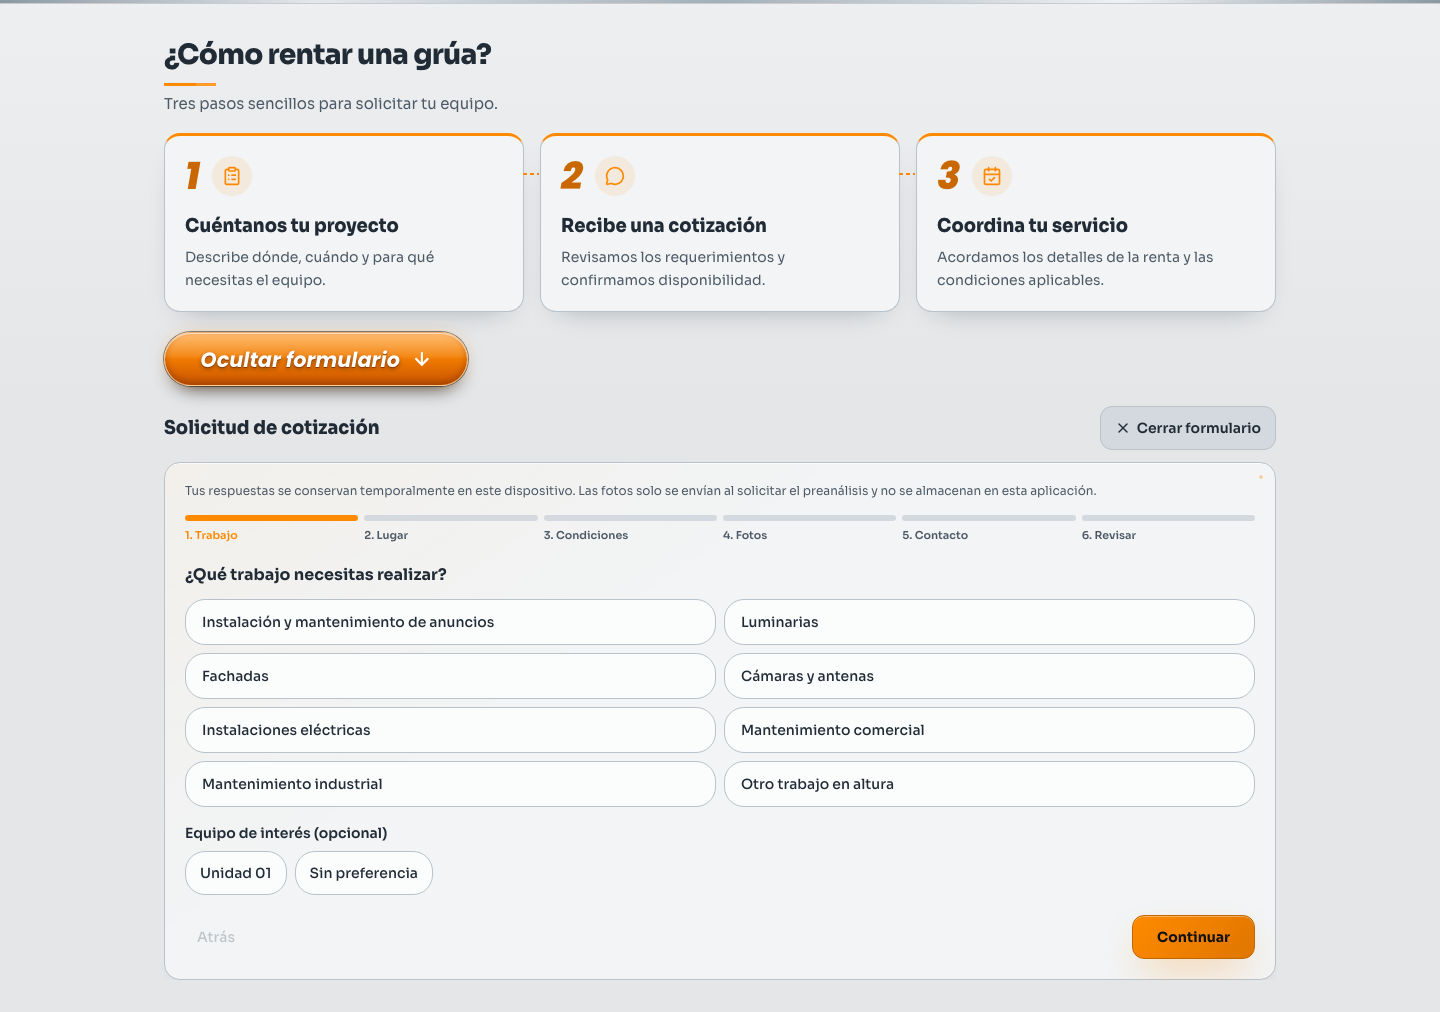 ¿Cómo rentar una grúa?
Tres pasos sencillos para solicitar tu equipo.
1
Cuéntanos tu proyecto
Describe dónde, cuándo y para qué
necesitas el equipo.
2
Recibe una cotización
Revisamos los requerimientos y
confirmamos disponibilidad.
3
Coordina tu servicio
Acordamos los detalles de la renta y las
condiciones aplicables.
Ocultar formulario
Solicitud de cotización
Cerrar formulario
Tus respuestas se conservan temporalmente en este dispositivo. Las fotos solo se envían al solicitar el preanálisis y no se almacenan en esta aplicación.
1. Trabajo
2. Lugar
3. Condiciones
4. Fotos
5. Contacto
6. Revisar
¿Qué trabajo necesitas realizar?
Instalación y mantenimiento de anuncios
Luminarias
Fachadas
Cámaras y antenas
Instalaciones eléctricas
Mantenimiento comercial
Mantenimiento industrial
Otro trabajo en altura
Equipo de interés (opcional)
Unidad 01
Sin preferencia
Atrás
Continuar